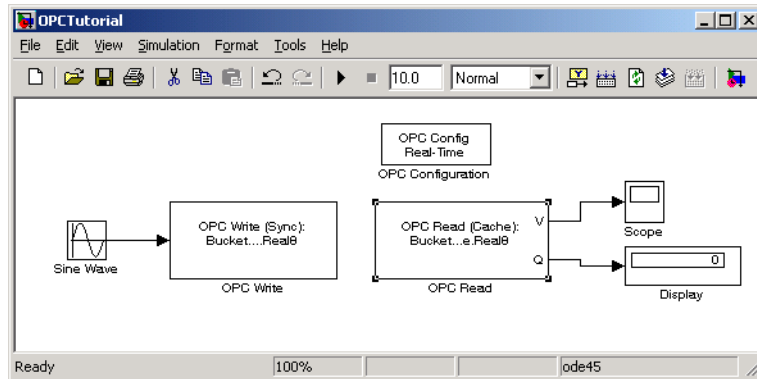 OPCTutorial
File Edit View Simulation Format Tools Help
10.0 Normal
OPC Config
Real-Time
OPC Configuration
OPC Write (Sync):
Bucket....Real8
OPC Write
Sine Wave
OPC Read (Cache):
Bucket...e.Real8
V
Q
OPC Read
Scope
0
Display
Ready 100% ode45